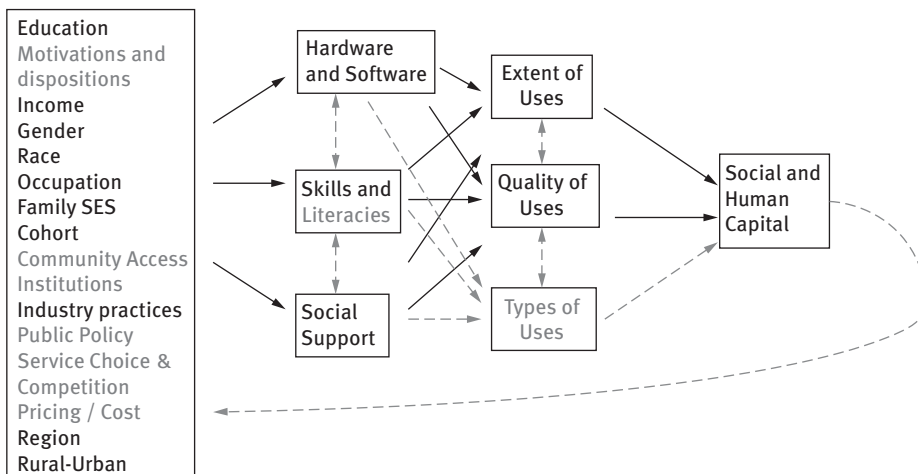 Education
Motivations and
dispositions
Income
Gender
Race
Occupation
Family SES
Cohort
Community Access
Institutions
Industry practices
Public Policy
Service Choice &
Competition
Pricing / Cost
Region
Rural-Urban
Hardware
and Software
Skills and
Literacies
Social
Support
Extent of
Uses
Quality of
Uses
Types of
Uses
Social and
Human
Capital